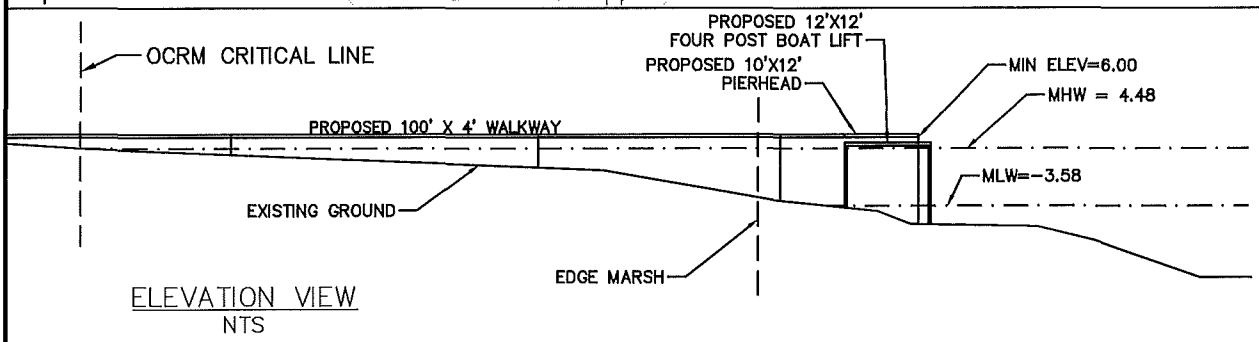 PROPOSED 12'X12'
FOUR POST BOAT LIFT
OCRM CRITICAL LINE
PROPOSED 10'X12'
PIERHEAD
MIN ELEV=6.00
MHW = 4.48
PROPOSED 100' X 4' WALKWAY
MLW=-3.58
EXISTING GROUND
EDGE MARSH
ELEVATION VIEW
NTS